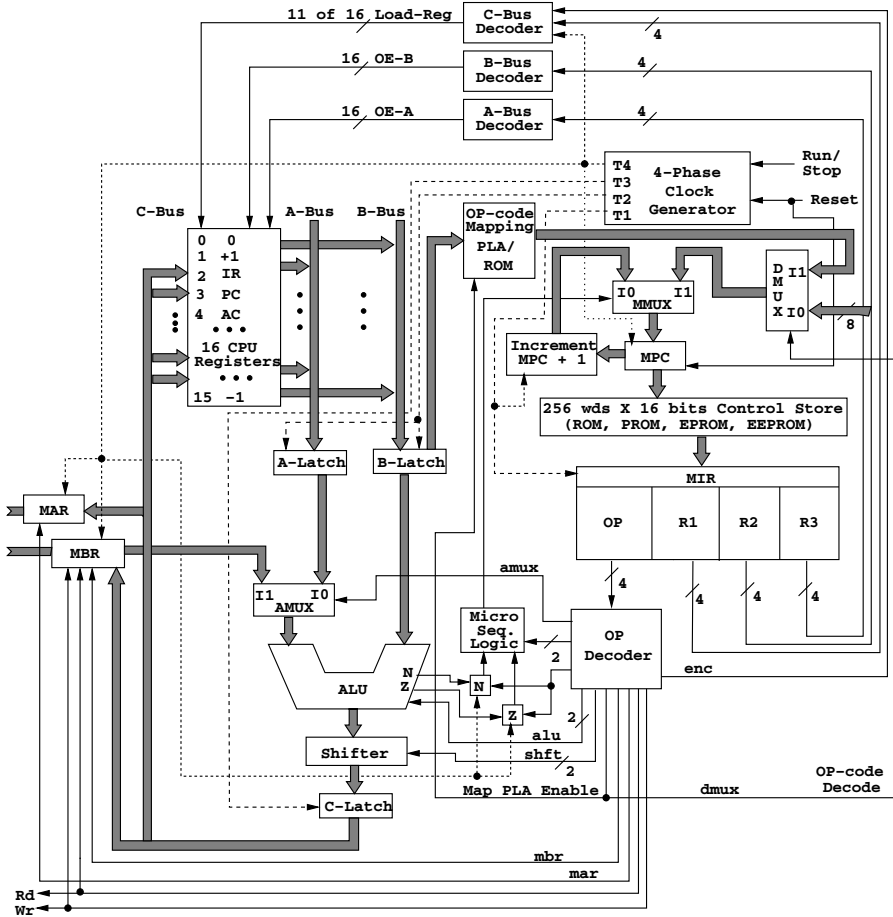 11 of 16 Load-Reg
C-Bus
Decoder
4
16 OE-B
B-Bus
Decoder
4
16 OE-A
A-Bus
Decoder
4
T4
T3
T2
T1
4-Phase
Clock
Generator
Run/
Stop
Reset
C-Bus
A-Bus
B-Bus
OP-code
Mapping
PLA/
ROM
0 0
1 +1
2 IR
3 PC
4 AC
16 CPU
Registers
15 -1
I0 I1
MMUX
D
M
U
X
I1
I0
8
Increment
MPC + 1
MPC
256 wds X 16 bits Control Store
(ROM, PROM, EPROM, EEPROM)
A-Latch
B-Latch
MIR
OP
R1
R2
R3
MAR
MBR
4
4
4
4
I1 I0
AMUX
amux
Micro
Seq.
Logic
2
OP
Decoder
enc
ALU
N
Z
N
Z
alu
2
Shifter
shft
2
C-Latch
Map PLA Enable
dmux
OP-code
Decode
mbr
mar
Rd
Wr